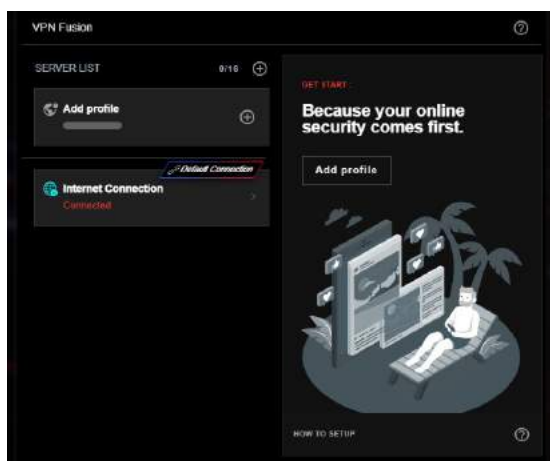 VPN Fusion
SERVER LIST
0/16
Add profile
Default Connection
Internet Connection
Connected
GET START
Because your online
security comes first.
Add profile
HOW TO SETUP